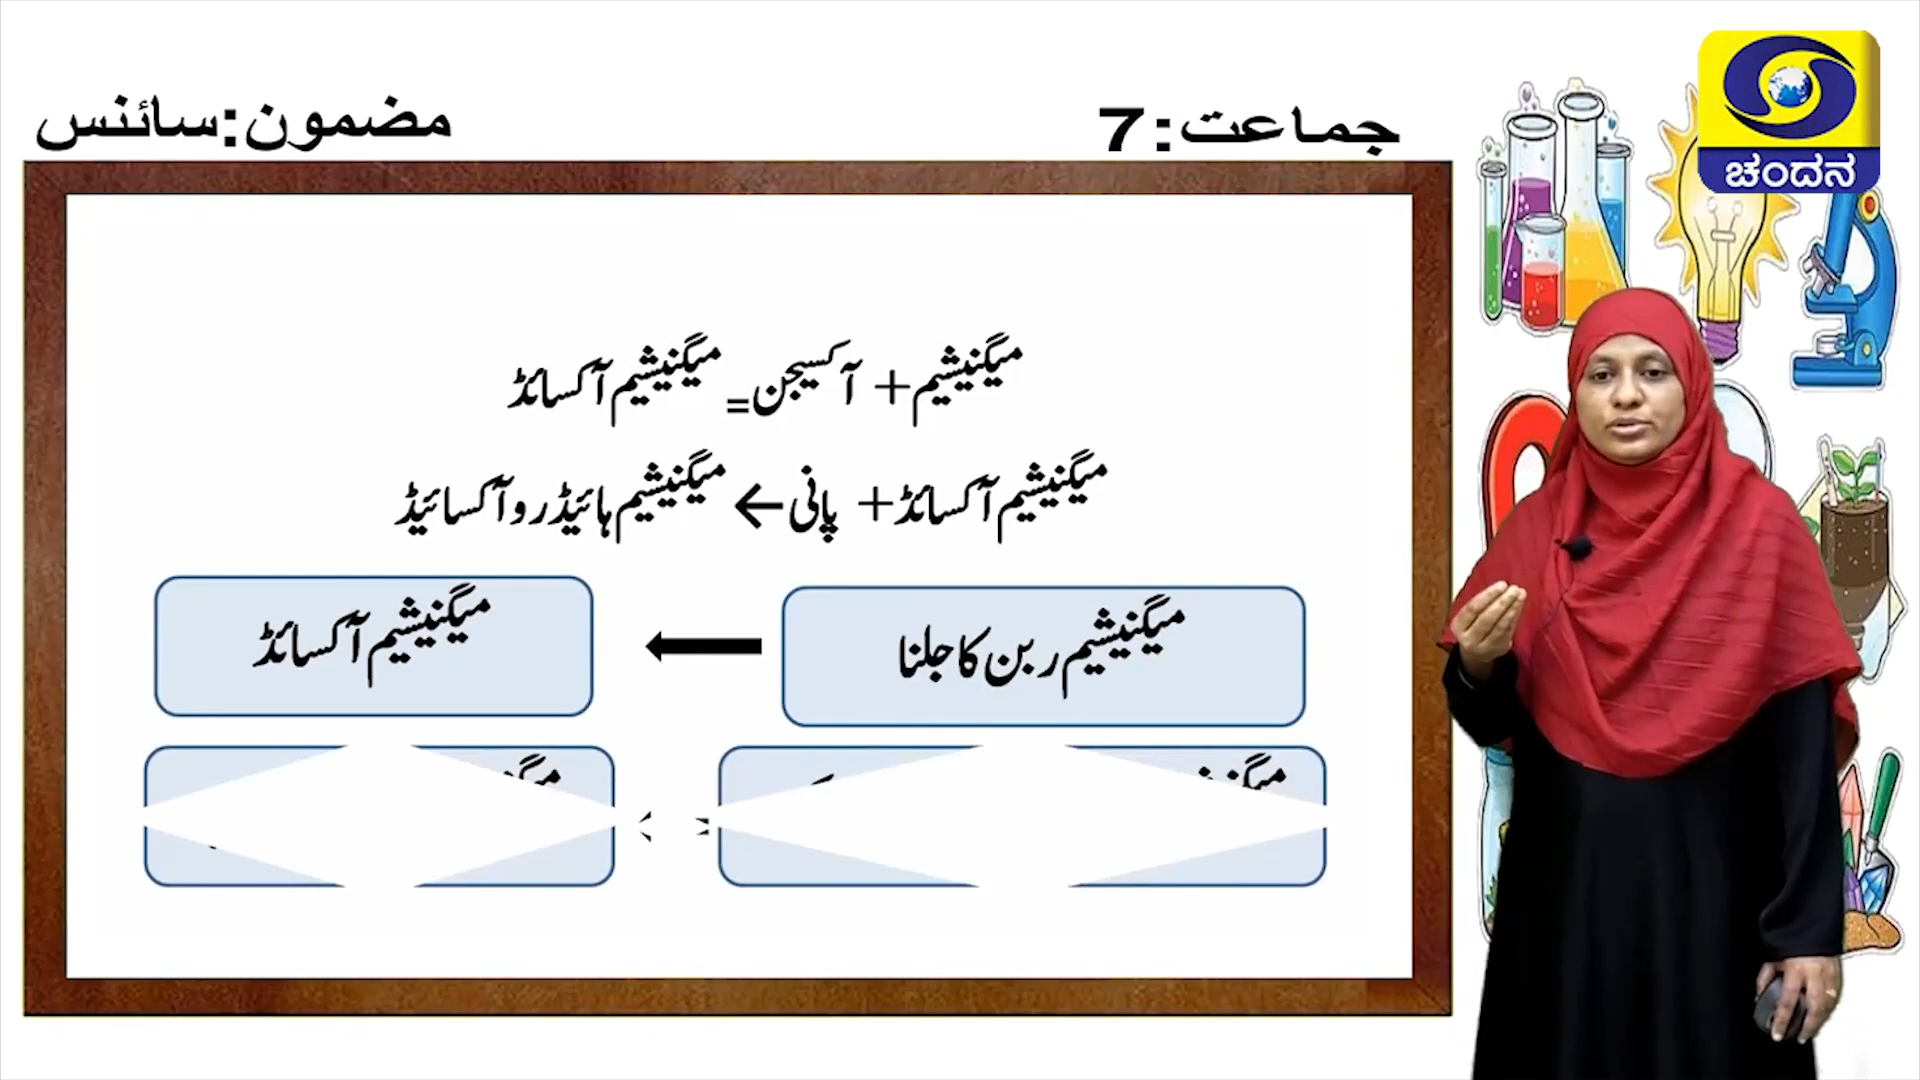 جماعت:7
مضمون:سائنس
ಚಂದನ
میگنیشیم+ آکسیجن= میگنیشیم آکسائڈ
میگنیشیم آکسائڈ+ پانی← میگنیشیم ہائیڈروآکسائیڈ
میگنیشیم ربن کا جلنا ← میگنیشیم آکسائڈ